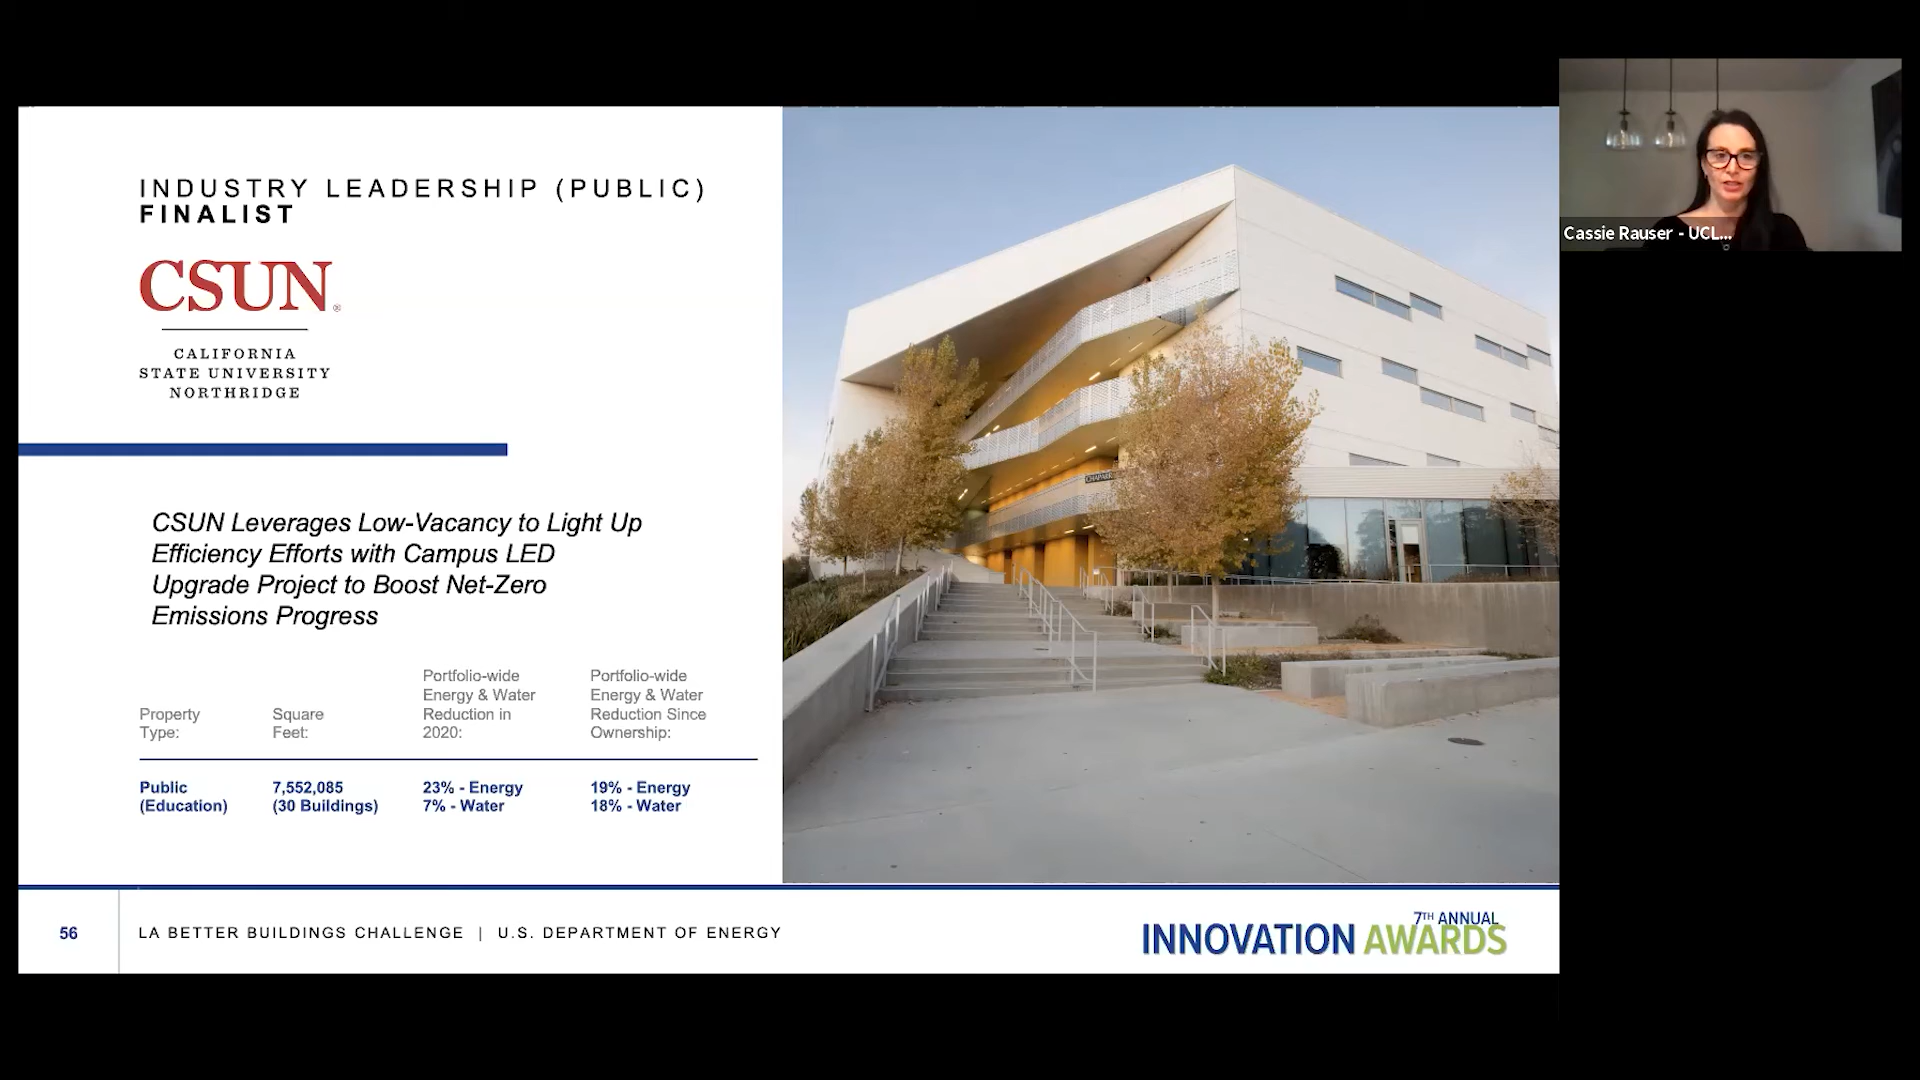 INDUSTRY LEADERSHIP (PUBLIC)
FINALIST
CSUN®
CALIFORNIA
STATE UNIVERSITY
NORTHRIDGE
CSUN Leverages Low-Vacancy to Light Up
Efficiency Efforts with Campus LED
Upgrade Project to Boost Net-Zero
Emissions Progress
Property
Type:
Square
Feet:
Portfolio-wide
Energy & Water
Reduction in
2020:
Portfolio-wide
Energy & Water
Reduction Since
Ownership:
Public
(Education)
7,552,085
(30 Buildings)
23% - Energy
7% - Water
19% - Energy
18% - Water
56
LA BETTER BUILDINGS CHALLENGE | U.S. DEPARTMENT OF ENERGY
7TH ANNUAL
INNOVATION AWARDS
Cassie Rauser - UCL...